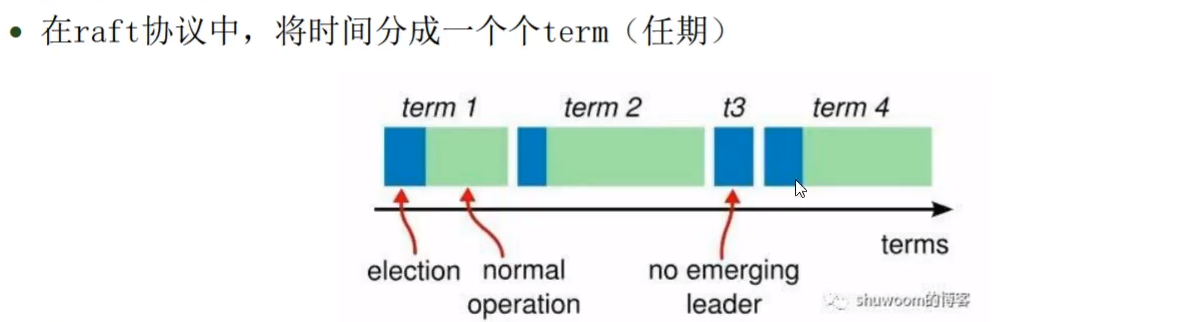 • 在raft协议中，将时间分成一个个term（任期）
term 1 term 2 t3 term 4
terms
election normal operation no emerging leader
shuwoom的博客